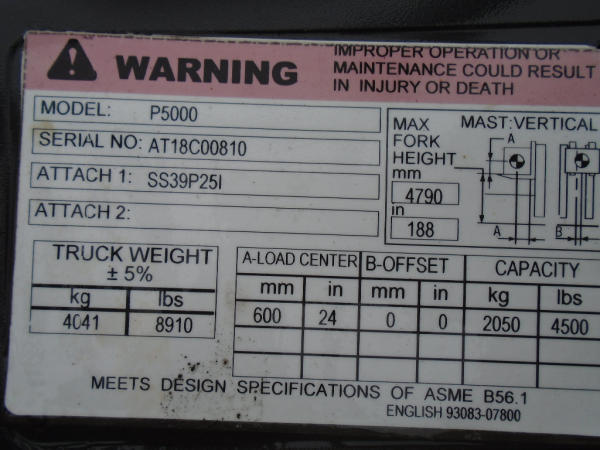 WARNING
IMPROPER OPERATION OR
MAINTENANCE COULD RESULT
IN INJURY OR DEATH
MODEL: P5000
SERIAL NO: AT18C00810
ATTACH 1: SS39P25I
ATTACH 2:
MAX
FORK
HEIGHT
mm
4790
in
188
MAST:VERTICAL
A
A
B
TRUCK WEIGHT
± 5%
kg lbs
4041 8910
A-LOAD CENTER B-OFFSET CAPACITY
mm in mm in kg lbs
600 24 0 0 2050 4500
MEETS DESIGN SPECIFICATIONS OF ASME B56.1
ENGLISH 93083-07800